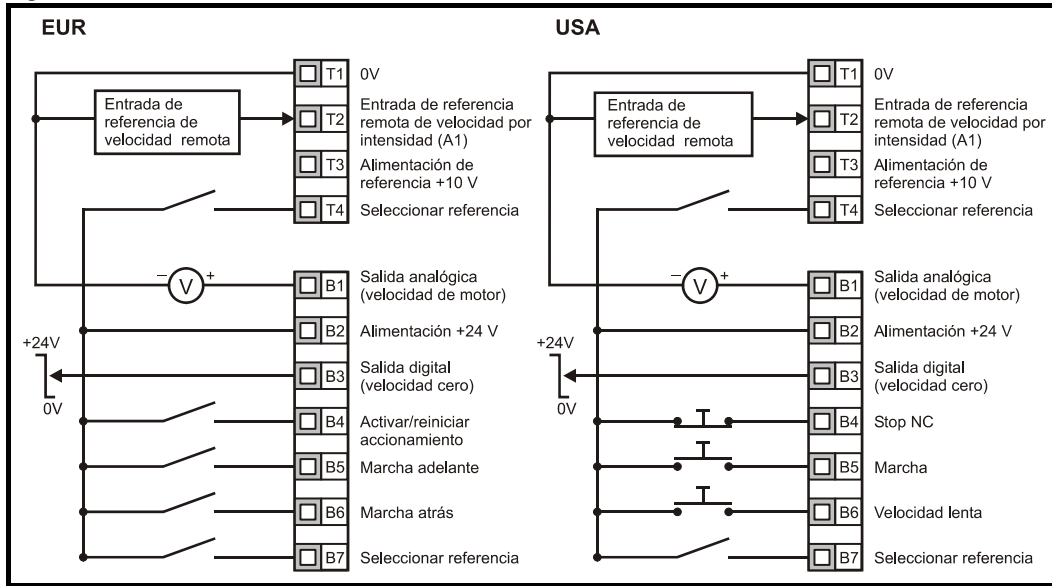 EUR
T1 0V
Entrada de
referencia de
velocidad remota
T2 Entrada de referencia
remota de velocidad por
intensidad (A1)
T3 Alimentación de
referencia +10 V
T4 Seleccionar referencia
− V +
B1 Salida analógica
(velocidad de motor)
B2 Alimentación +24 V
+24V
0V
B3 Salida digital
(velocidad cero)
B4 Activar/reiniciar
accionamiento
B5 Marcha adelante
B6 Marcha atrás
B7 Seleccionar referencia
USA
T1 0V
Entrada de
referencia de
velocidad remota
T2 Entrada de referencia
remota de velocidad por
intensidad (A1)
T3 Alimentación de
referencia +10 V
T4 Seleccionar referencia
− V +
B1 Salida analógica
(velocidad de motor)
B2 Alimentación +24 V
+24V
0V
B3 Salida digital
(velocidad cero)
B4 Stop NC
B5 Marcha
B6 Velocidad lenta
B7 Seleccionar referencia